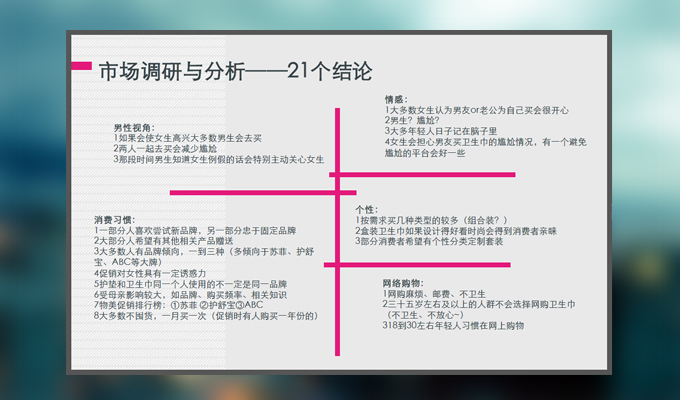 市场调研与分析——21个结论
男性视角：
1如果会使女生高兴大多数男生会去买
2两人一起去买会减少尴尬
3那段时间男生知道女生例假的话会特别主动关心女生
情感：
1大多数女生认为男友or老公为自己买会很开心
2男生？尴尬？
3大多年轻人日子记在脑子里
4女生会担心男友买卫生巾的尴尬情况，有一个避免
尴尬的平台会好一些
消费习惯：
1一部分人喜欢尝试新品牌，另一部分忠于固定品牌
2大部分人希望有其他相关产品赠送
3大多数人有品牌倾向，一到三种（多倾向于苏菲、护舒
宝、ABC等大牌）
4促销对女性具有一定诱惑力
5护垫和卫生巾同一个人使用的不一定是同一品牌
6受母亲影响较大，如品牌、购买频率、相关知识
7物美促销排行榜：①苏菲 ②护舒宝③ABC
8大多数不囤货，一月买一次（促销时有人购买一年份的）
个性：
1按需求买几种类型的较多（组合装？）
2盒装卫生巾如果设计得好看时尚会得到消费者亲睐
3部分消费者希望有个性分类定制套装
网络购物：
1网购麻烦、邮费、不卫生
2三十五岁左右及以上的人群不会选择网购卫生巾
（不卫生、不放心~）
318到30左右年轻人习惯在网上购物